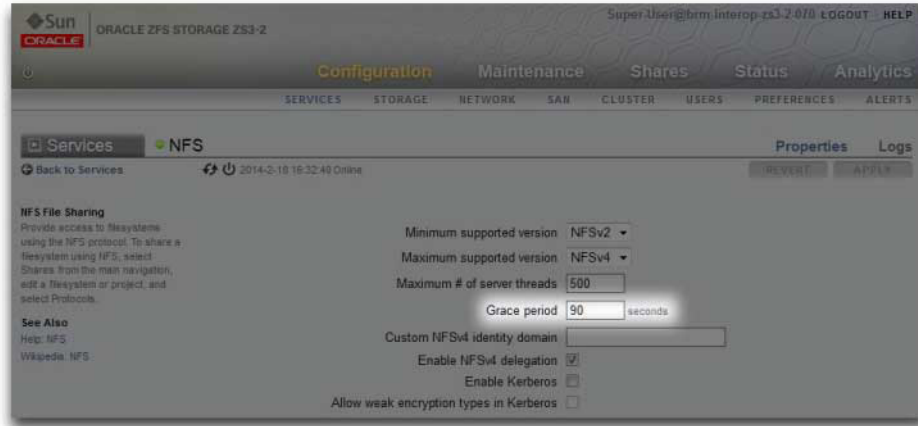 Sun
ORACLE
ORACLE ZFS STORAGE ZS3-2
Super-User@brm-interop-zs3-2-070 LOGOUT HELP
Configuration Maintenance Shares Status Analytics
SERVICES STORAGE NETWORK SAN CLUSTER USERS PREFERENCES ALERTS
Services NFS Properties Logs
Back to Services 2014-2-18 16:32:49 Online REVERT APPLY
NFS File Sharing
Provide access to filesystems
using the NFS protocol. To share a
filesystem using NFS, select
Shares from the main navigation,
edit a filesystem or project, and
select Protocols.
See Also
Help: NFS
Wikipedia: NFS
Minimum supported version NFSv2
Maximum supported version NFSv4
Maximum # of server threads 500
Grace period 90 seconds
Custom NFSv4 identity domain
Enable NFSv4 delegation
Enable Kerberos
Allow weak encryption types in Kerberos